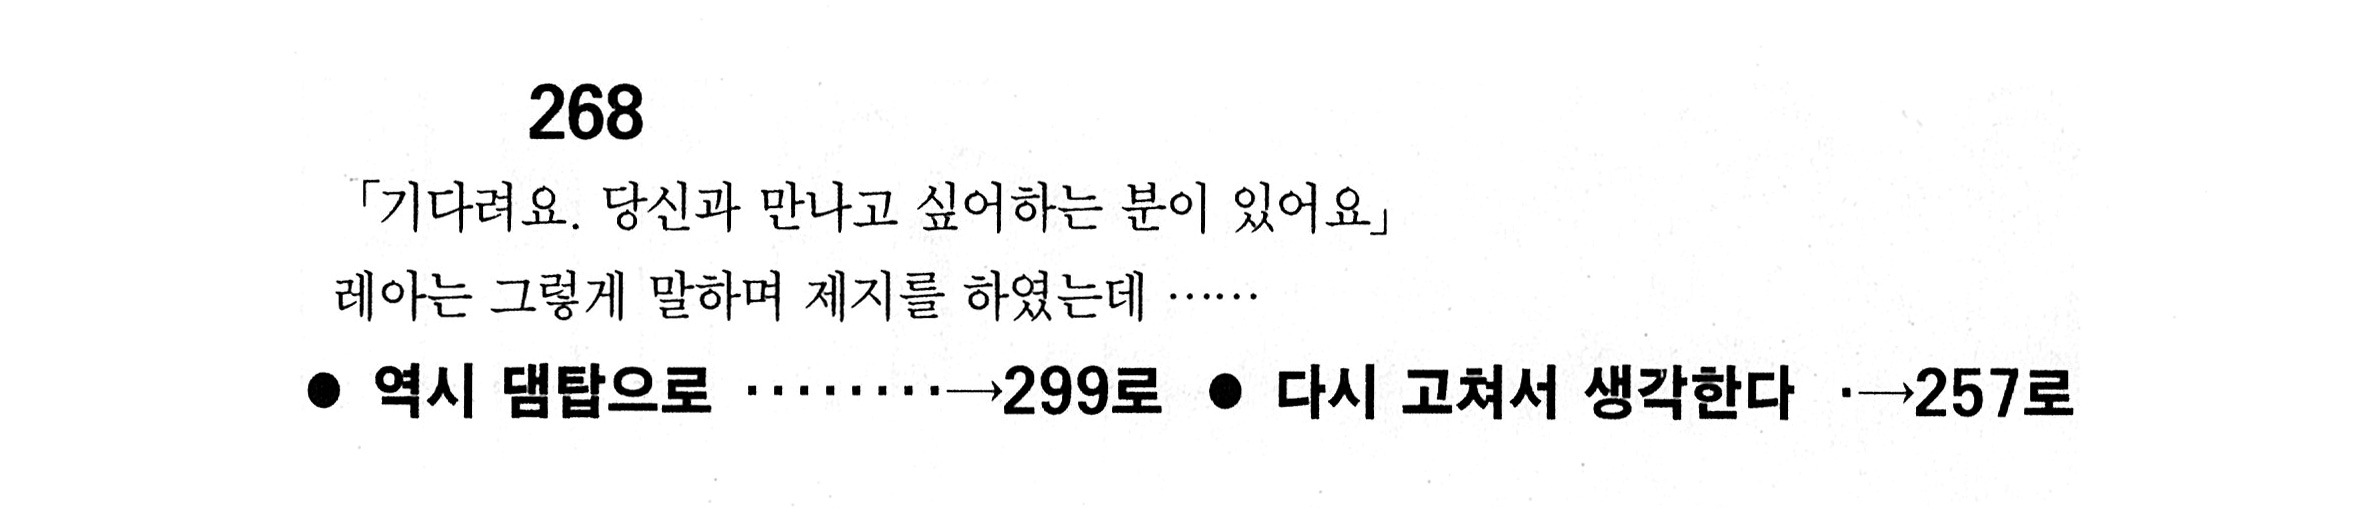 268
「기다려요. 당신과 만나고 싶어하는 분이 있어요」
레아는 그렇게 말하며 제지를 하였는데 ……
● 역시 댐탑으로 ········→299로 ● 다시 고쳐서 생각한다 ·→257로